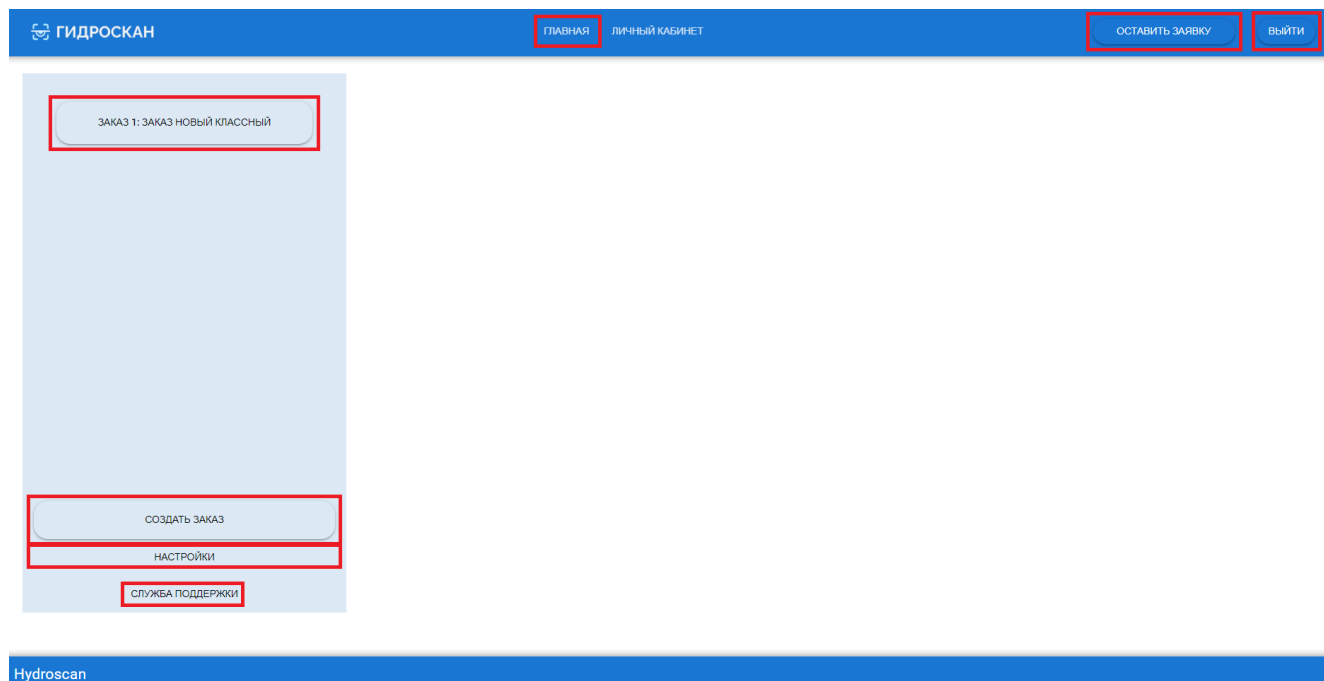 ГИДРОСКАН
ГЛАВНАЯ ЛИЧНЫЙ КАБИНЕТ
ОСТАВИТЬ ЗАЯВКУ
ВЫЙТИ
ЗАКАЗ 1: ЗАКАЗ НОВЫЙ КЛАССНЫЙ
СОЗДАТЬ ЗАКАЗ
НАСТРОЙКИ
СЛУЖБА ПОДДЕРЖКИ
Hydroscan